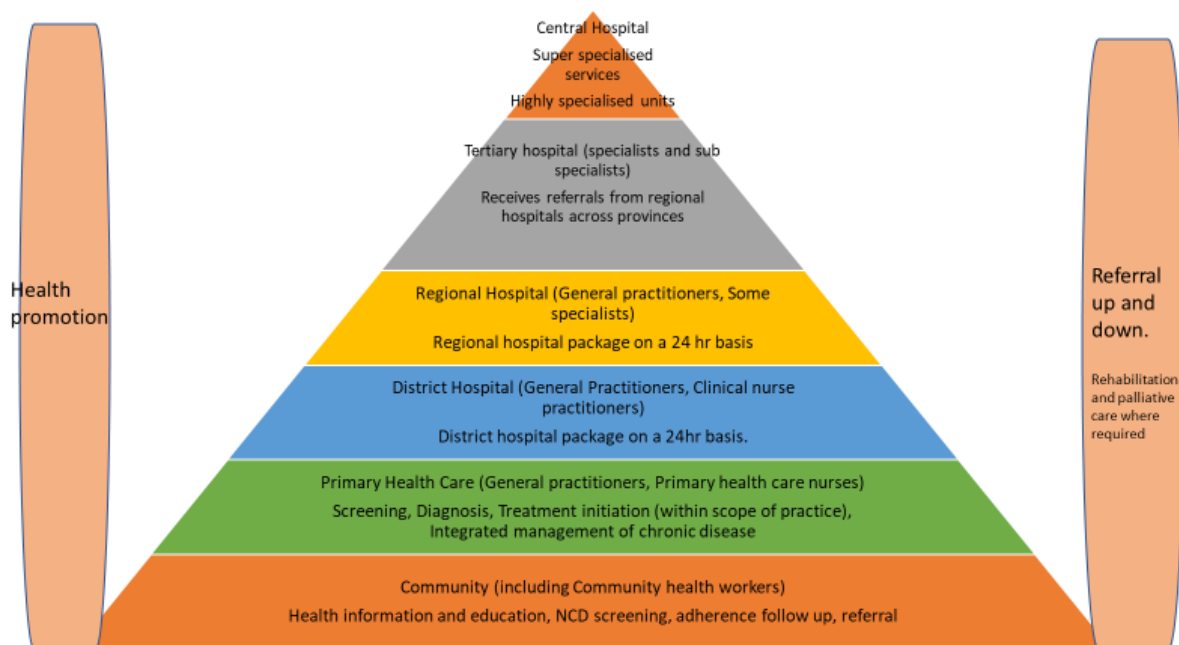 Central Hospital
Super specialised
services
Highly specialised units
Tertiary hospital (specialists and sub
specialists)
Receives referrals from regional
hospitals across provinces
Health
promotion
Regional Hospital (General practitioners, Some
specialists)
Regional hospital package on a 24 hr basis
Referral
up and
down.
Rehabilitation
and palliative
care where
required
District Hospital (General Practitioners, Clinical nurse
practitioners)
District hospital package on a 24hr basis.
Primary Health Care (General practitioners, Primary health care nurses)
Screening, Diagnosis, Treatment initiation (within scope of practice),
Integrated management of chronic disease
Community (including Community health workers)
Health information and education, NCD screening, adherence follow up, referral